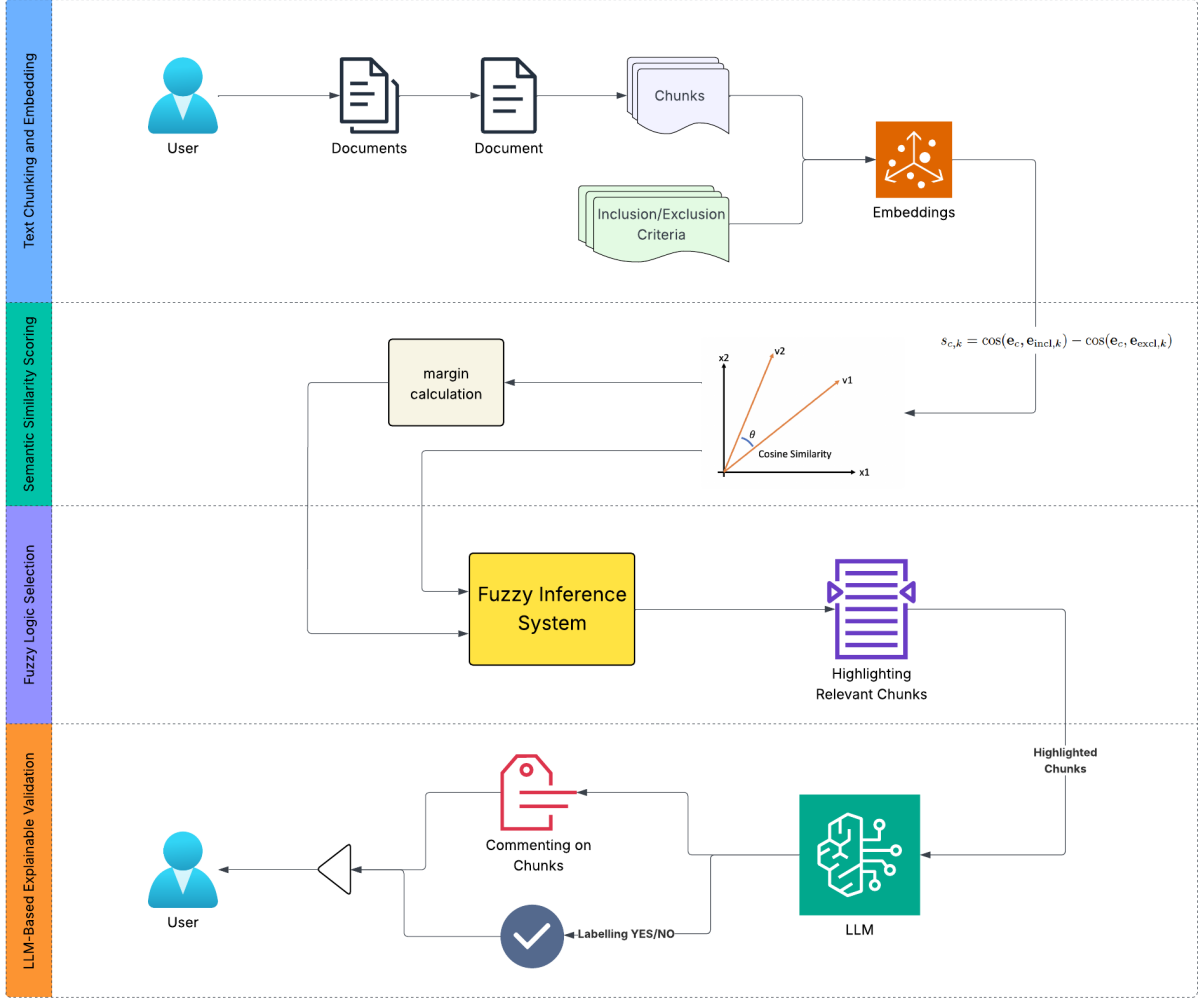 Text Chunking and Embedding
User
Documents
Document
Chunks
Inclusion/Exclusion
Criteria
Embeddings
Semantic Similarity Scoring
s_{c,k} = cos(e_c, e_{incl,k}) − cos(e_c, e_{excl,k})
margin
calculation
x2
v2
v1
θ
Cosine Similarity
x1
Fuzzy Logic Selection
Fuzzy Inference
System
Highlighting
Relevant Chunks
LLM-Based Explainable Validation
Highlighted
Chunks
Commenting on
Chunks
User
Labelling YES/NO
LLM